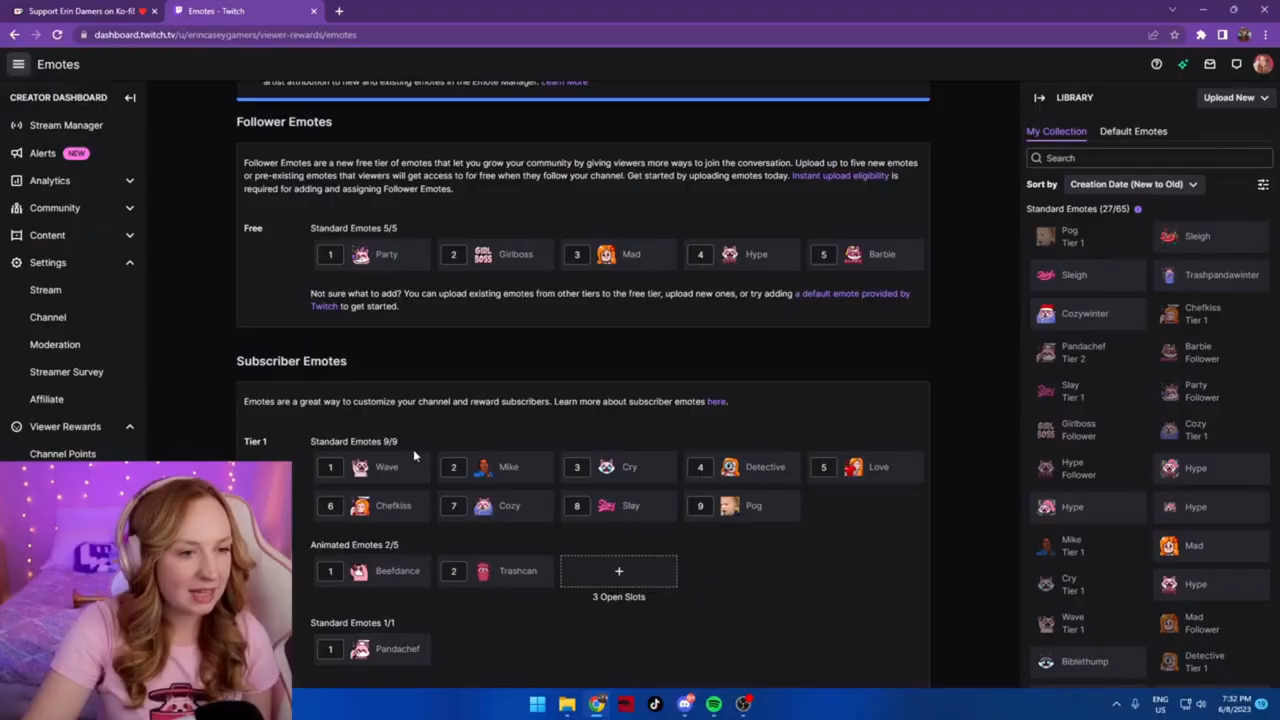 Support Erin Damers on Ko-fi!
Emotes - Twitch
dashboard.twitch.tv/u/erincaseygamers/viewer-rewards/emotes
Emotes
CREATOR DASHBOARD
Stream Manager
Alerts NEW
Analytics
Community
Content
Settings
Stream
Channel
Moderation
Streamer Survey
Affiliate
Viewer Rewards
Channel Points
artist attribution to new and existing emotes in the Emote Manager. Learn More
Follower Emotes
Follower Emotes are a new free tier of emotes that let you grow your community by giving viewers more ways to join the conversation. Upload up to five new emotes
or pre-existing emotes that viewers will get access to for free when they follow your channel. Get started by uploading emotes today. Instant upload eligibility is
required for adding and assigning Follower Emotes.
Free
Standard Emotes 5/5
1 Party 2 Girlboss 3 Mad 4 Hype 5 Barbie
Not sure what to add? You can upload existing emotes from other tiers to the free tier, upload new ones, or try adding a default emote provided by
Twitch to get started.
Subscriber Emotes
Emotes are a great way to customize your channel and reward subscribers. Learn more about subscriber emotes here.
Tier 1
Standard Emotes 9/9
1 Wave 2 Mike 3 Cry 4 Detective 5 Love
6 Chefkiss 7 Cozy 8 Slay 9 Pog
Animated Emotes 2/5
1 Beefdance 2 Trashcan +
3 Open Slots
Standard Emotes 1/1
1 Pandachef
LIBRARY
Upload New
My Collection Default Emotes
Search
Sort by Creation Date (New to Old)
Standard Emotes (27/65)
Pog
Tier 1
Sleigh
Sleigh
Trashpandawinter
Cozywinter
Chefkiss
Tier 1
Pandachef
Tier 2
Barbie
Follower
Slay
Tier 1
Party
Follower
Girlboss
Follower
Cozy
Tier 1
Hype
Follower
Hype
Hype
Hype
Mike
Tier 1
Mad
Cry
Tier 1
Hype
Wave
Tier 1
Mad
Follower
Biblethump
Detective
Tier 1
ENG
US
7:32 PM
6/8/2023